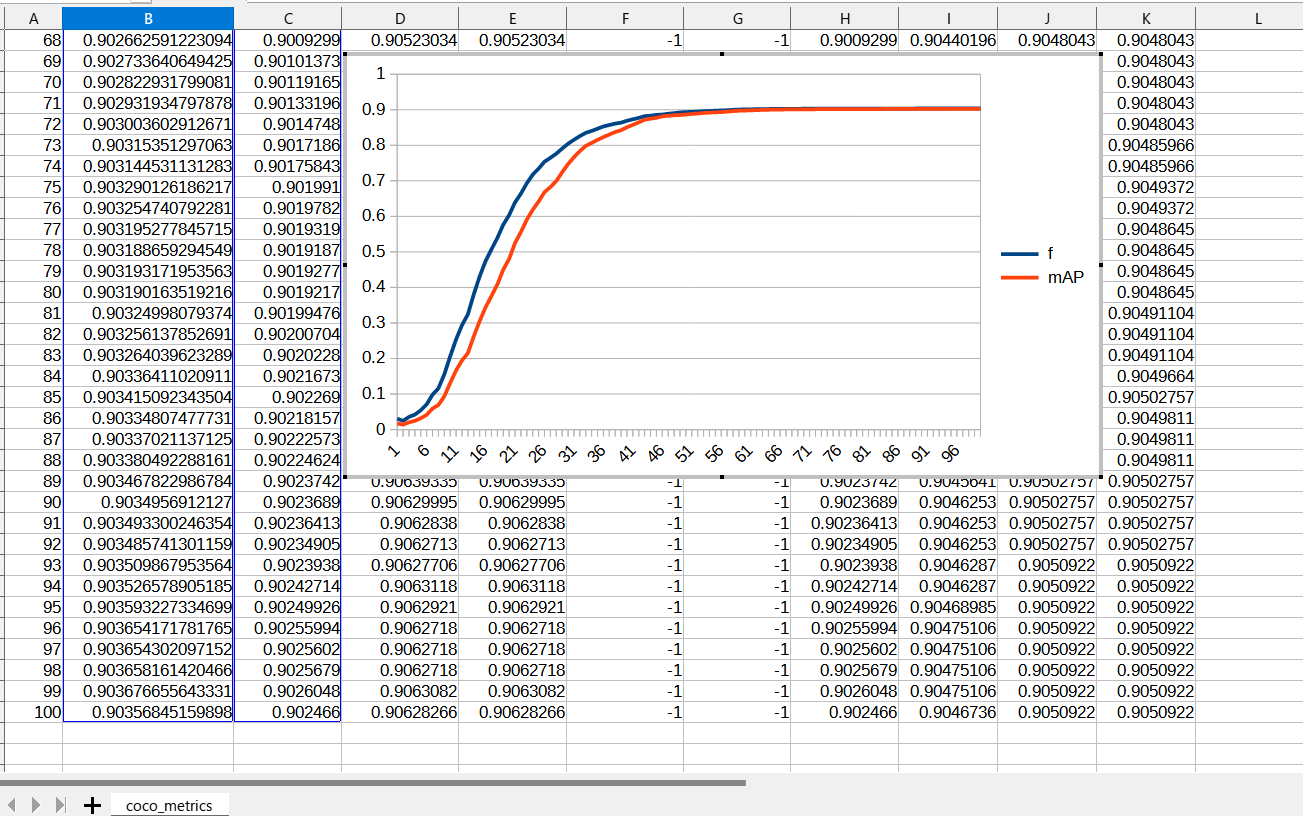 A B C D E F G H I J K L
68 0.902662591223094 0.9009299 0.90523034 0.90523034 -1 -1 0.9009299 0.90440196 0.9048043 0.9048043
69 0.902733640649425 0.90101373 0.9048043
70 0.902822931799081 0.90119165 0.9048043
71 0.902931934797878 0.90133196 0.9048043
72 0.903003602912671 0.9014748 0.9048043
73 0.90315351297063 0.9017186 0.90485966
74 0.903144531131283 0.90175843 0.90485966
75 0.903290126186217 0.901991 0.9049372
76 0.903254740792281 0.9019782 0.9049372
77 0.903195277845715 0.9019319 0.9048645
78 0.903188659294549 0.9019187 0.9048645
79 0.903193171953563 0.9019277 0.9048645
80 0.903190163519216 0.9019217 0.9048645
81 0.90324998079374 0.90199476 0.90491104
82 0.903256137852691 0.90200704 0.90491104
83 0.903264039623289 0.9020228 0.90491104
84 0.90336411020911 0.9021673 0.9049664
85 0.903415092343504 0.902269 0.90502757
86 0.90334807477731 0.90218157 0.9049811
87 0.90337021137125 0.90222573 0.9049811
88 0.903380492288161 0.90224624 0.9049811
89 0.903467822986784 0.9023742 0.90639335 0.90639335 -1 -1 0.9023742 0.9045641 0.90502757 0.90502757
90 0.9034956912127 0.9023689 0.90629995 0.90629995 -1 -1 0.9023689 0.9046253 0.90502757 0.90502757
91 0.903493300246354 0.90236413 0.9062838 0.9062838 -1 -1 0.90236413 0.9046253 0.90502757 0.90502757
92 0.903485741301159 0.90234905 0.9062713 0.9062713 -1 -1 0.90234905 0.9046253 0.90502757 0.90502757
93 0.903509867953564 0.9023938 0.90627706 0.90627706 -1 -1 0.9023938 0.9046287 0.9050922 0.9050922
94 0.903526578905185 0.90242714 0.9063118 0.9063118 -1 -1 0.90242714 0.9046287 0.9050922 0.9050922
95 0.903593227334699 0.90249926 0.9062921 0.9062921 -1 -1 0.90249926 0.90468985 0.9050922 0.9050922
96 0.903654171781765 0.90255994 0.9062718 0.9062718 -1 -1 0.90255994 0.90475106 0.9050922 0.9050922
97 0.903654302097152 0.9025602 0.9062718 0.9062718 -1 -1 0.9025602 0.90475106 0.9050922 0.9050922
98 0.903658161420466 0.9025679 0.9062718 0.9062718 -1 -1 0.9025679 0.90475106 0.9050922 0.9050922
99 0.903676655643331 0.9026048 0.9063082 0.9063082 -1 -1 0.9026048 0.90475106 0.9050922 0.9050922
100 0.90356845159898 0.902466 0.90628266 0.90628266 -1 -1 0.902466 0.9046736 0.9050922 0.9050922
1
0.9
0.8
0.7
0.6
0.5
0.4
0.3
0.2
0.1
0
1 6 11 16 21 26 31 36 41 46 51 56 61 66 71 76 81 86 91 96
f
mAP
coco_metrics